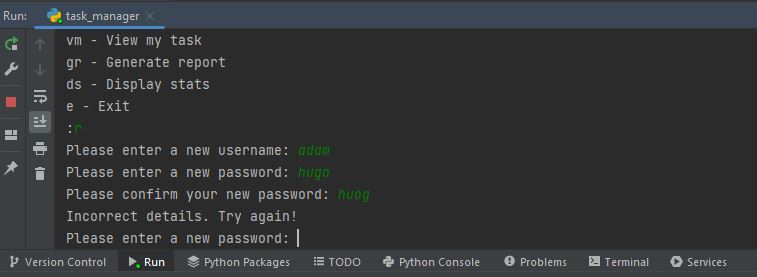 Run: task_manager
vm - View my task
gr - Generate report
ds - Display stats
e - Exit
:r
Please enter a new username: adam
Please enter a new password: hugo
Please confirm your new password: huog
Incorrect details. Try again!
Please enter a new password:
Version Control Run Python Packages TODO Python Console Problems Terminal Services